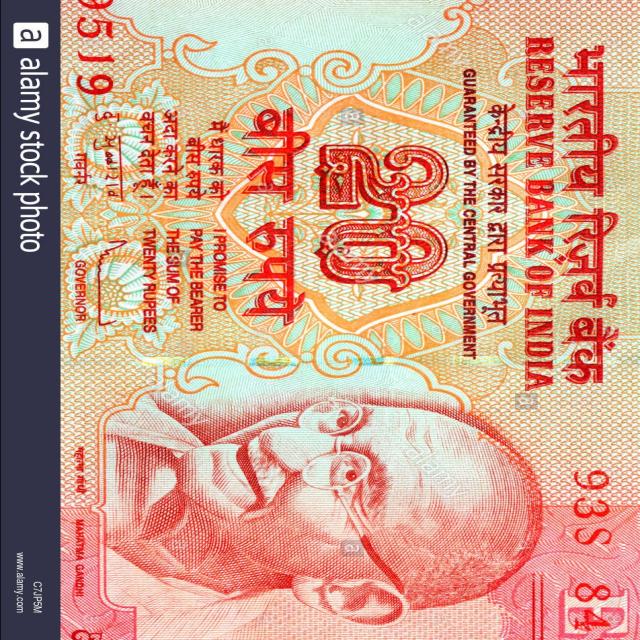 भारतीय रिज़र्व बैंक
RESERVE BANK OF INDIA
केन्द्रीय सरकार द्वारा प्रत्याभूत
GUARANTEED BY THE CENTRAL GOVERNMENT
93S 84
20
बीस रुपये
मैं धारक को
बीस रुपये
अदा करने का
वचन देता हूँ।
I PROMISE TO
PAY THE BEARER
THE SUM OF
TWENTY RUPEES
गवर्नर
GOVERNOR
महात्मा गांधी
MAHATMA GANDHI
a alamy stock photo
C7JP5M
www.alamy.com